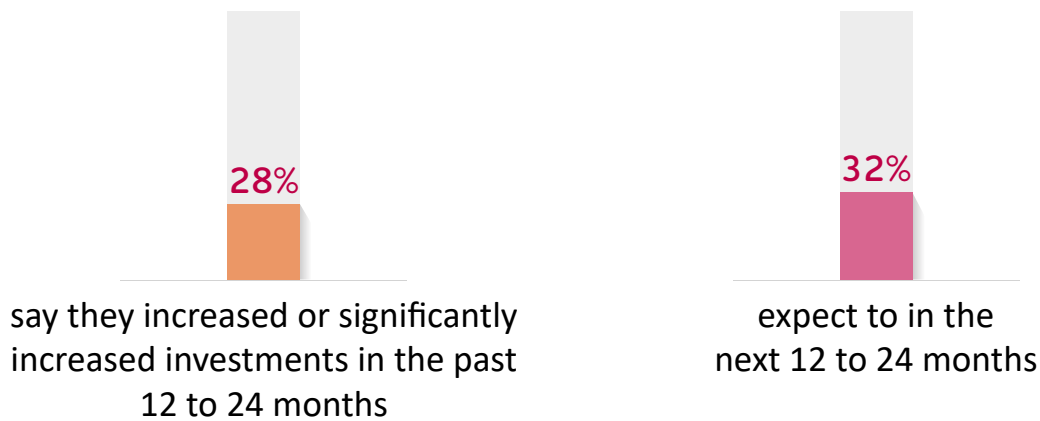 28%
say they increased or significantly
increased investments in the past
12 to 24 months
32%
expect to in the
next 12 to 24 months